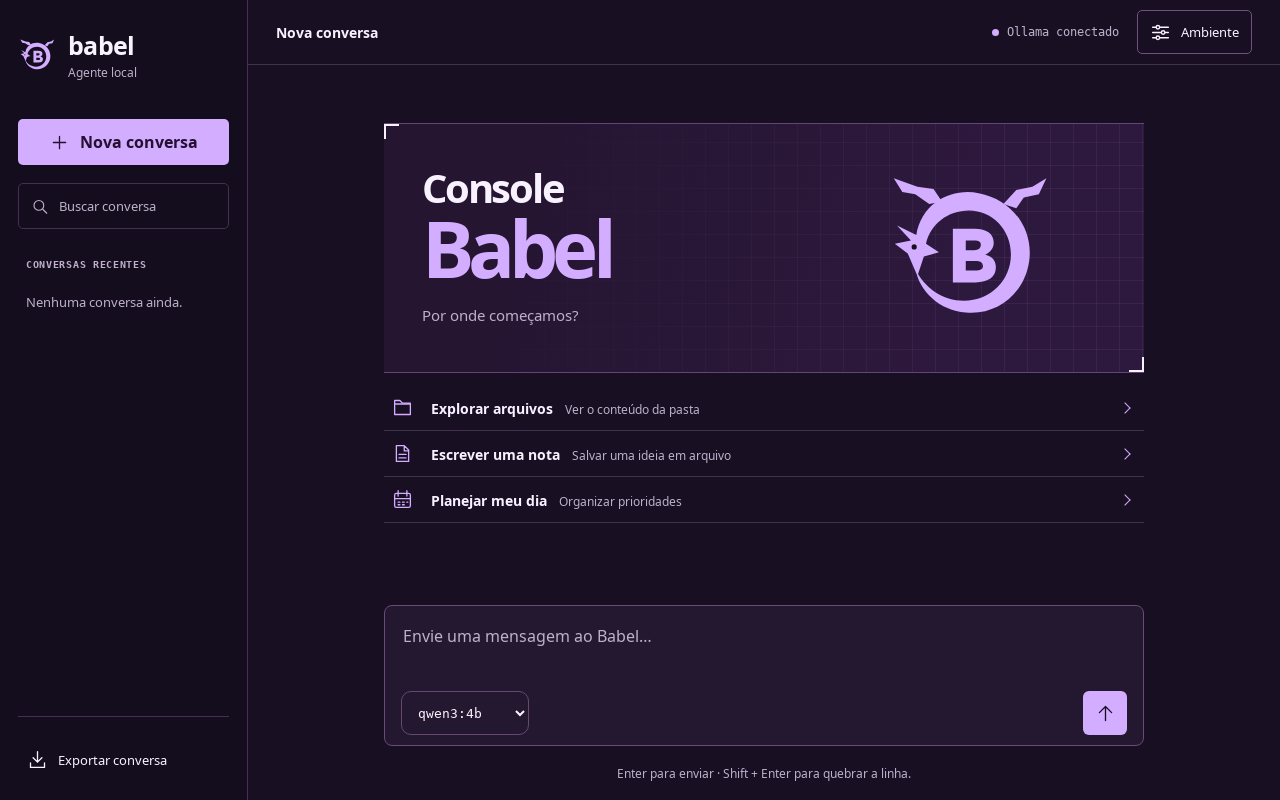 babel
Agente local
Nova conversa
Buscar conversa
CONVERSAS RECENTES
Nenhuma conversa ainda.
Exportar conversa
Nova conversa
Ollama conectado
Ambiente
Console
Babel
Por onde começamos?
B
Explorar arquivos Ver o conteúdo da pasta
Escrever uma nota Salvar uma ideia em arquivo
Planejar meu dia Organizar prioridades
Envie uma mensagem ao Babel...
qwen3:4b
Enter para enviar · Shift + Enter para quebrar a linha.